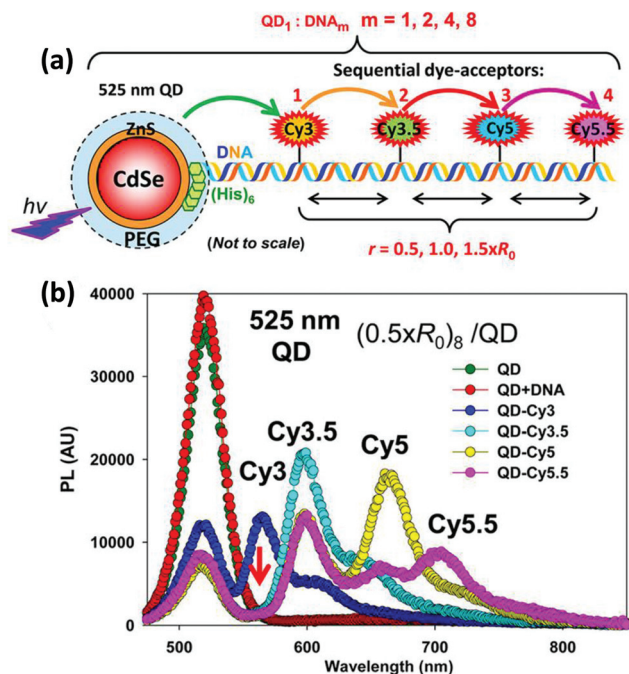 QD₁ : DNAₘ m = 1, 2, 4, 8
(a)
Sequential dye-acceptors:
525 nm QD
1 2 3 4
ZnS
Cy3 Cy3.5 Cy5 Cy5.5
DNA
CdSe
(His)₆
hν
PEG
(Not to scale)
r = 0.5, 1.0, 1.5xR₀
(b)
40000
525 nm
QD
(0.5xR₀)₈ /QD
QD
QD+DNA
QD-Cy3
QD-Cy3.5
QD-Cy5
QD-Cy5.5
30000
Cy3.5
Cy5
Cy3
20000
PL (AU)
Cy5.5
10000
0
500 600 700 800
Wavelength (nm)